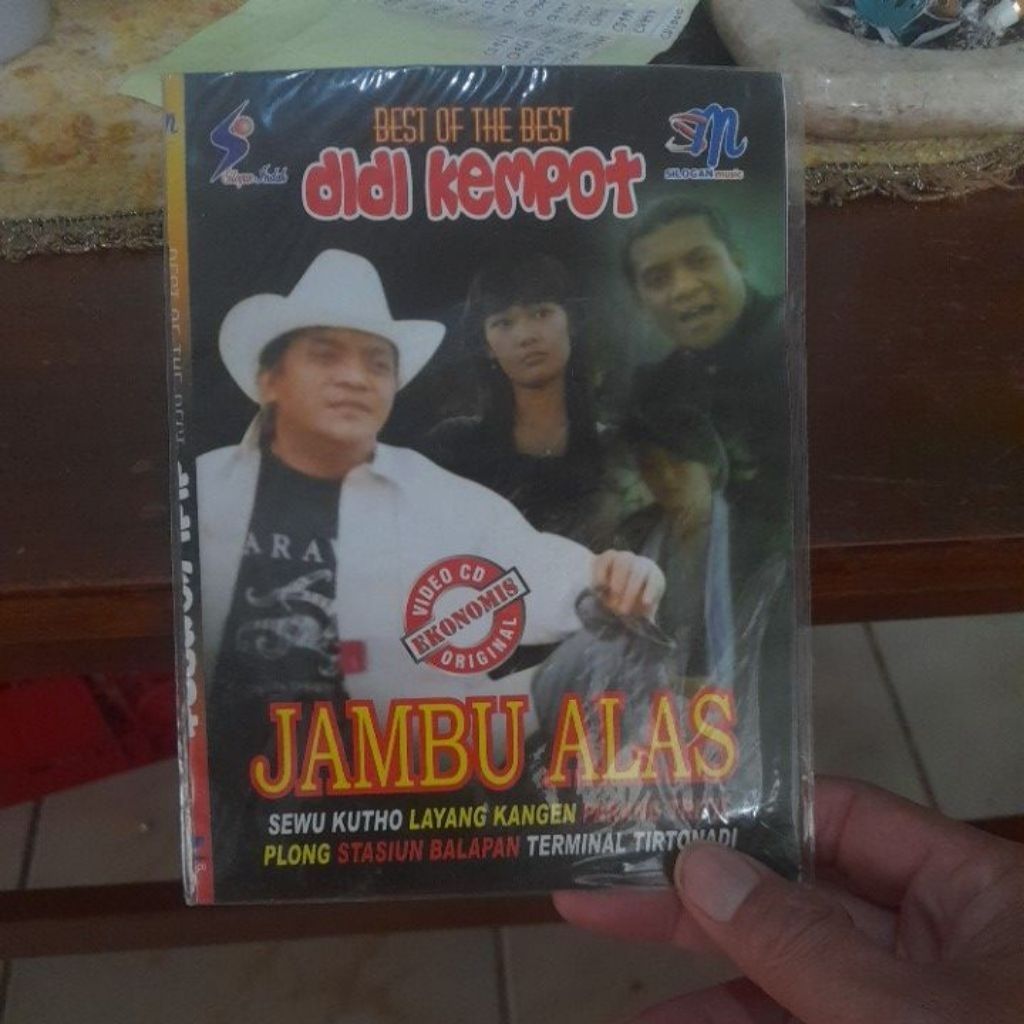 BEST OF THE BEST
didi kempot
SILOGAN music
ARA
VIDEO CD
EKONOMIS
ORIGINAL
JAMBU ALAS
SEWU KUTHO LAYANG KANGEN
PLONG STASIUN BALAPAN TERMINAL TIRTONADI